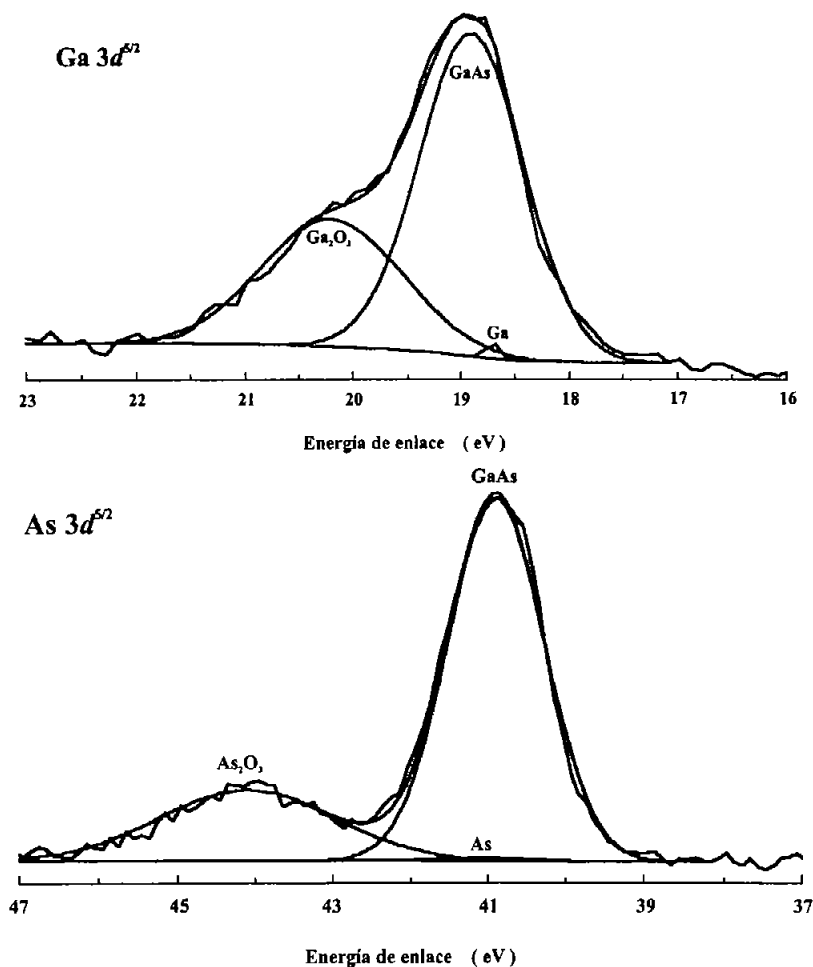 Ga 3d5/2
GaAs
Ga2O3
Ga
23 22 21 20 19 18 17 16
Energía de enlace ( eV )
GaAs
As 3d5/2
As2O3
As
47 45 43 41 39 37
Energía de enlace ( eV )